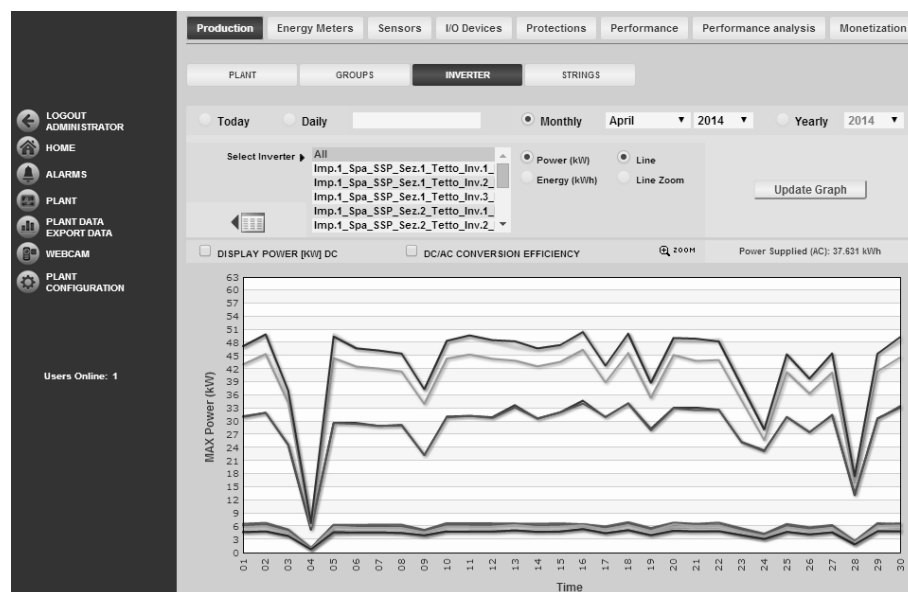 Production Energy Meters Sensors I/O Devices Protections Performance Performance analysis Monetization
PLANT GROUPS INVERTER STRINGS
LOGOUT
ADMINISTRATOR
HOME
ALARMS
PLANT
PLANT DATA
EXPORT DATA
WEBCAM
PLANT
CONFIGURATION
Users Online: 1
Today Daily Monthly April 2014 Yearly 2014
Select Inverter
All
Imp.1_Spa_SSP_Sez.1_Tetto_Inv.1_
Imp.1_Spa_SSP_Sez.1_Tetto_Inv.2_
Imp.1_Spa_SSP_Sez.1_Tetto_Inv.3_
Imp.1_Spa_SSP_Sez.2_Tetto_Inv.1_
Imp.1_Spa_SSP_Sez.2_Tetto_Inv.2_
Power (kW) Line
Energy (kWh) Line Zoom
Update Graph
DISPLAY POWER [KW] DC DC/AC CONVERSION EFFICIENCY ZOOM Power Supplied (AC): 37.631 kWh
MAX Power (kW)
63
60
57
54
51
48
45
42
39
36
33
30
27
24
21
18
15
12
9
6
3
0
01 02 03 04 05 06 07 08 09 10 11 12 13 14 15 16 17 18 19 20 21 22 23 24 25 26 27 28 29 30
Time